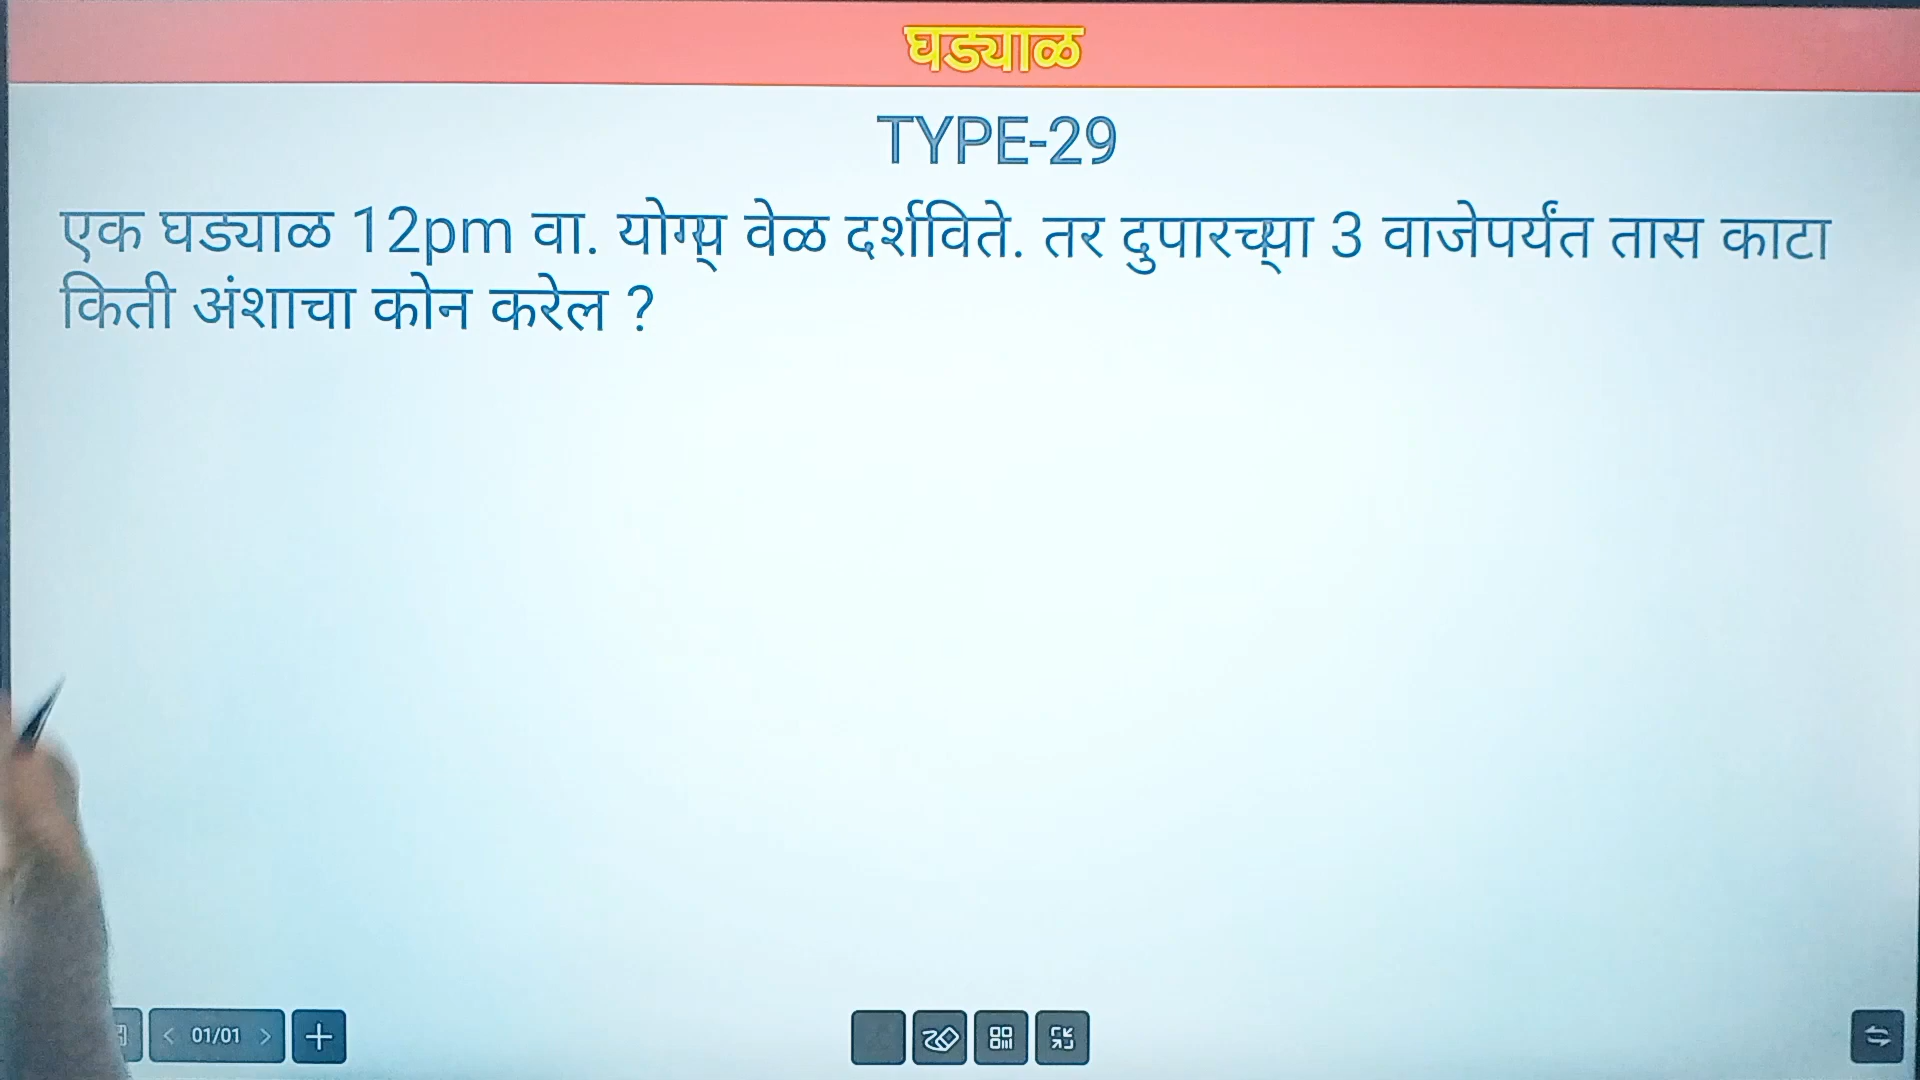 घड्याळ
TYPE-29
एक घड्याळ 12pm वा. योग्य् वेळ दर्शविते. तर दुपारच्या 3 वाजेपर्यंत तास काटा
किती अंशाचा कोन करेल ?
01/01